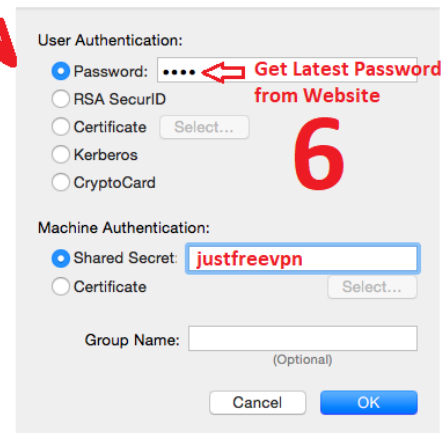 User Authentication:
Password: •••• Get Latest Password
RSA SecurID from Website
Certificate Select...
Kerberos
CryptoCard
6
Machine Authentication:
Shared Secret: justfreevpn
Certificate Select...
Group Name:
(Optional)
Cancel OK